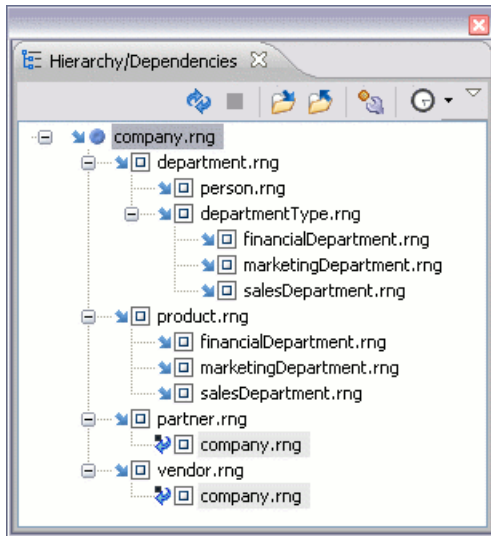 Hierarchy/Dependencies
company.rng
department.rng
person.rng
departmentType.rng
financialDepartment.rng
marketingDepartment.rng
salesDepartment.rng
product.rng
financialDepartment.rng
marketingDepartment.rng
salesDepartment.rng
partner.rng
company.rng
vendor.rng
company.rng